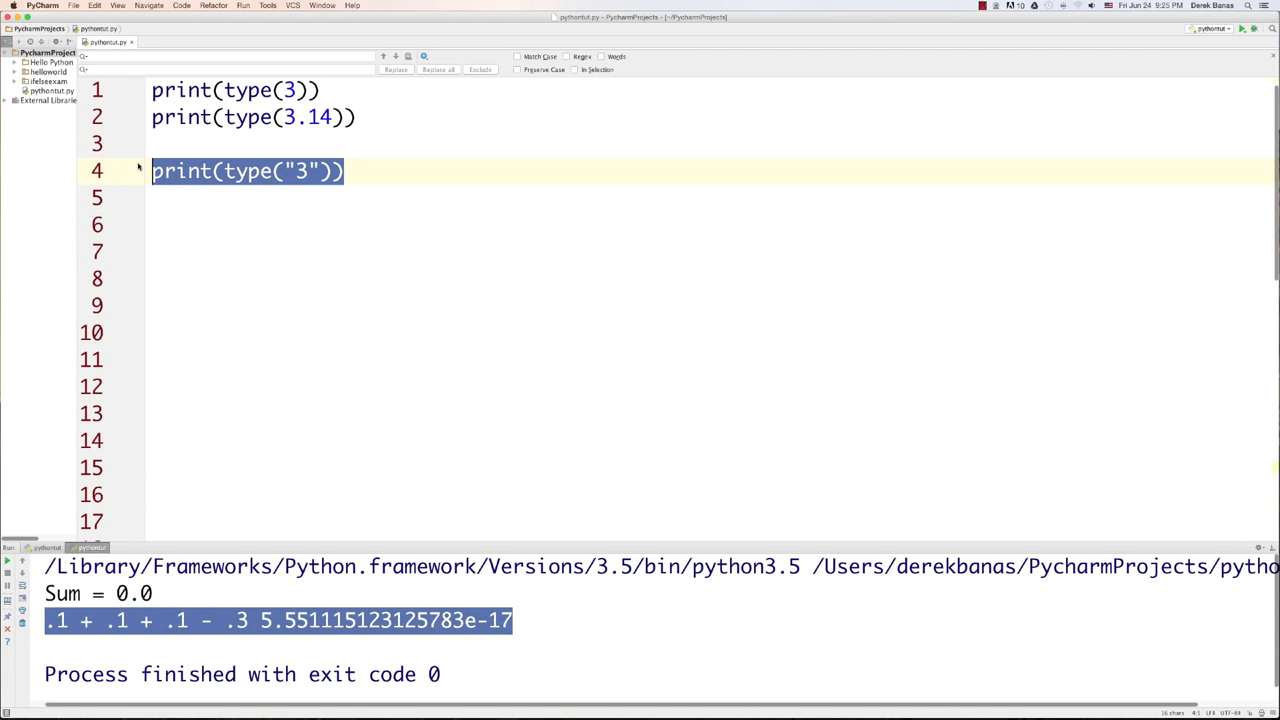 PyCharm File Edit View Navigate Code Refactor Run Tools VCS Window Help 10k Fri Jun 24 9:25 PM Derek Banas
pythontut.py - PycharmProjects - [~/PycharmProjects]
PycharmProjects pythontut.py pythontut
pythontut.py ×
PycharmProject
Hello Python
helloworld
ifelseexam
pythontut.py
External Librarie
Match Case Regex Words
Replace Replace all Exclude Preserve Case In Selection
1 print(type(3))
2 print(type(3.14))
3
4 print(type("3"))
5
6
7
8
9
10
11
12
13
14
15
16
17
Run: pythontut pythontut
/Library/Frameworks/Python.framework/Versions/3.5/bin/python3.5 /Users/derekbanas/PycharmProjects/pytho
Sum = 0.0
.1 + .1 + .1 - .3 5.551115123125783e-17
Process finished with exit code 0
16 chars 4:1 LF÷ UTF-8÷